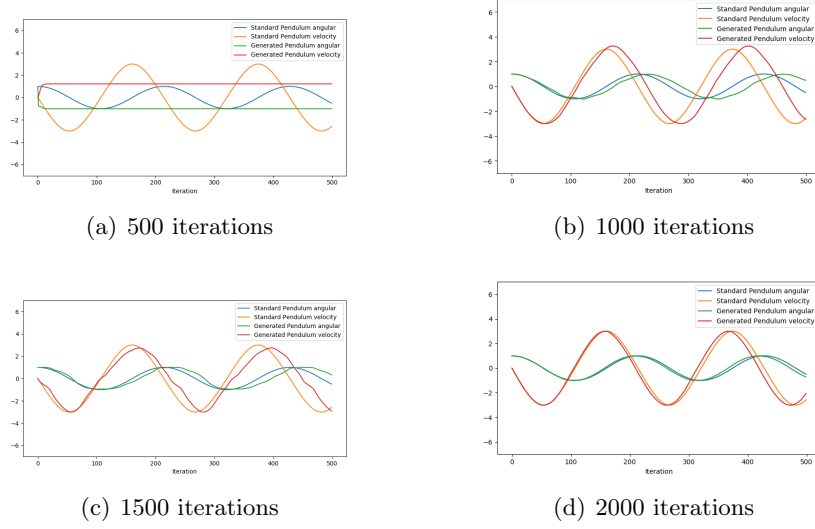 Standard Pendulum angular
Standard Pendulum velocity
Generated Pendulum angular
Generated Pendulum velocity
6
4
2
0
−2
−4
−6
0 100 200 300 400 500
Iteration
(a) 500 iterations
Standard Pendulum angular
Standard Pendulum velocity
Generated Pendulum angular
Generated Pendulum velocity
6
4
2
0
−2
−4
−6
0 100 200 300 400 500
Iteration
(b) 1000 iterations
Standard Pendulum angular
Standard Pendulum velocity
Generated Pendulum angular
Generated Pendulum velocity
6
4
2
0
−2
−4
−6
0 100 200 300 400 500
Iteration
(c) 1500 iterations
Standard Pendulum angular
Standard Pendulum velocity
Generated Pendulum angular
Generated Pendulum velocity
6
4
2
0
−2
−4
−6
0 100 200 300 400 500
Iteration
(d) 2000 iterations